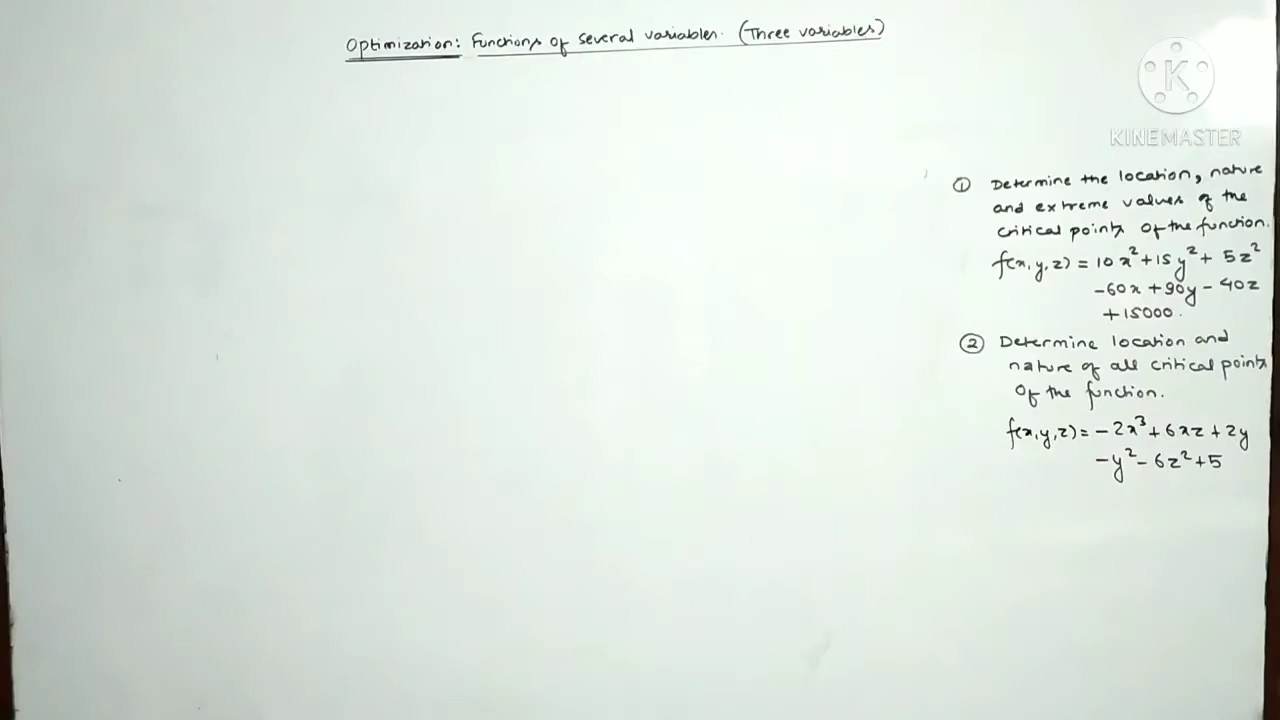 Optimization: Functions of several variables. (Three variables)
KINEMASTER
① Determine the location, nature
and extreme values of the
critical points of the function.
f(x,y,z) = 10x² + 15y² + 5z²
-60x + 90y - 40z
+15000.
② Determine location and
nature of all critical points
of the function.
f(x,y,z) = -2x³ + 6xz + 2y
-y² - 6z² + 5